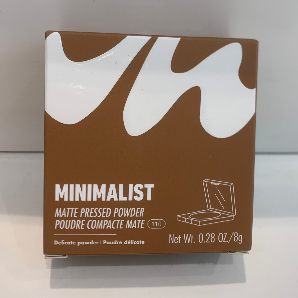 MINIMALIST
MATTE PRESSED POWDER
POUDRE COMPACTE MATE
Delicate powder • Poudre délicate
Net Wt. 0.28 OZ/8g